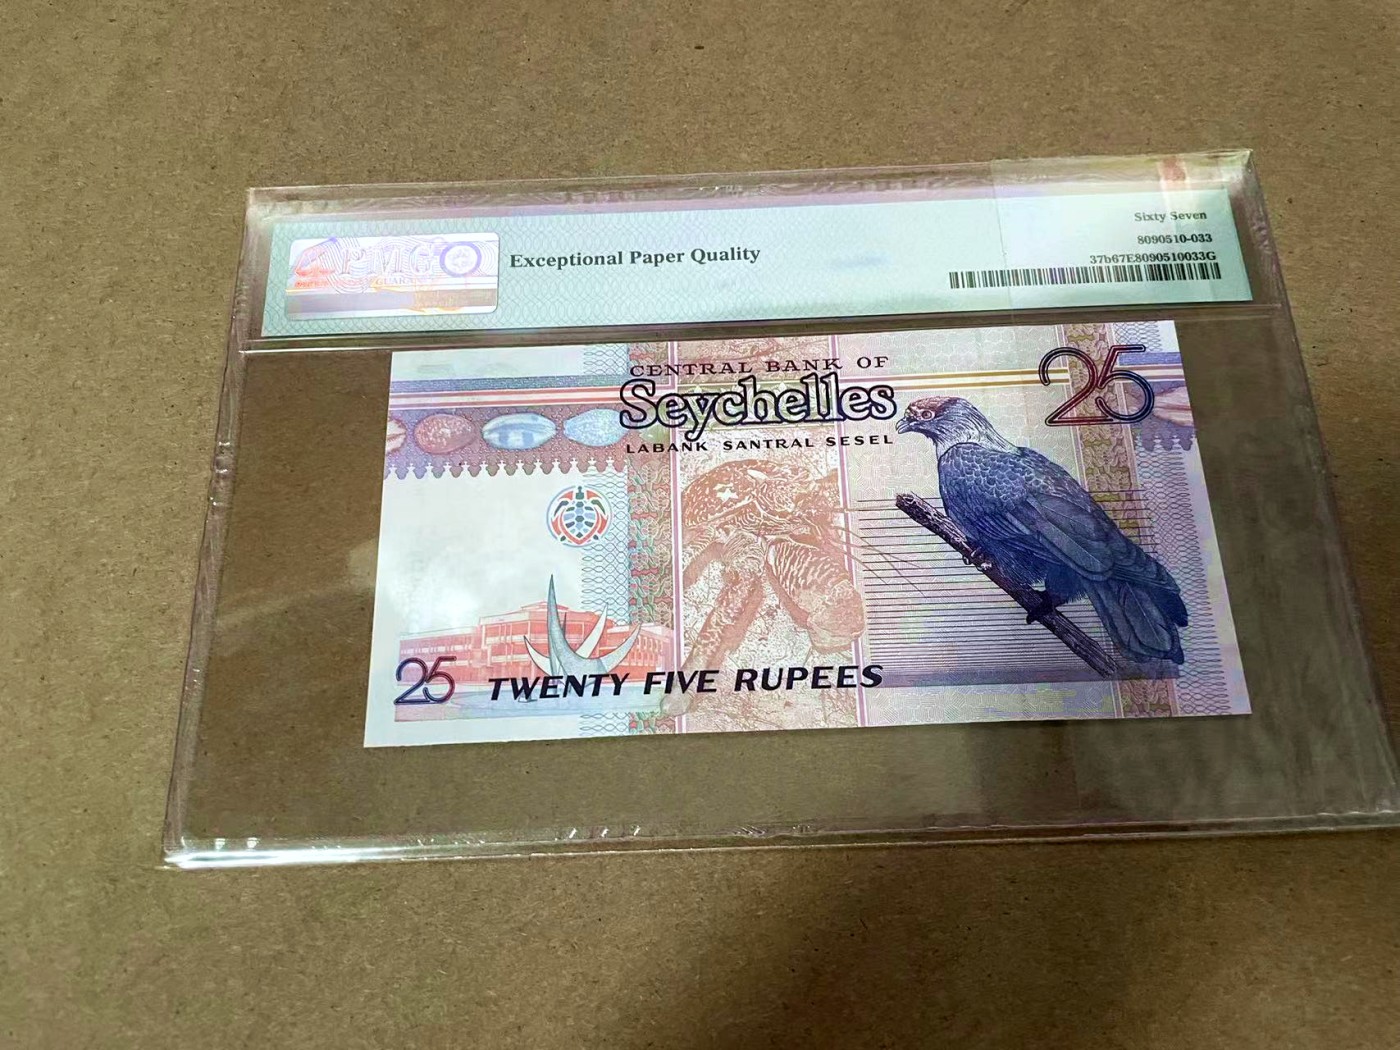 PMG
Exceptional Paper Quality
Sixty Seven
8090510-033
37b67E8090510033G
CENTRAL BANK OF
Seychelles
LABANK SANTRAL SESEL
25
25
TWENTY FIVE RUPEES